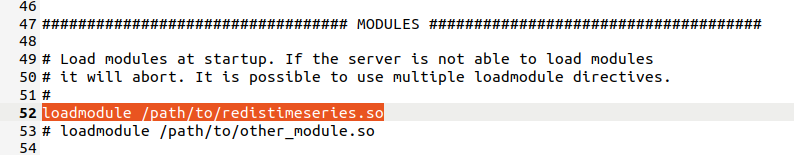 46
47 ################################## MODULES #####################################
48
49 # Load modules at startup. If the server is not able to load modules
50 # it will abort. It is possible to use multiple loadmodule directives.
51 #
52 loadmodule /path/to/redistimeseries.so
53 # loadmodule /path/to/other_module.so
54